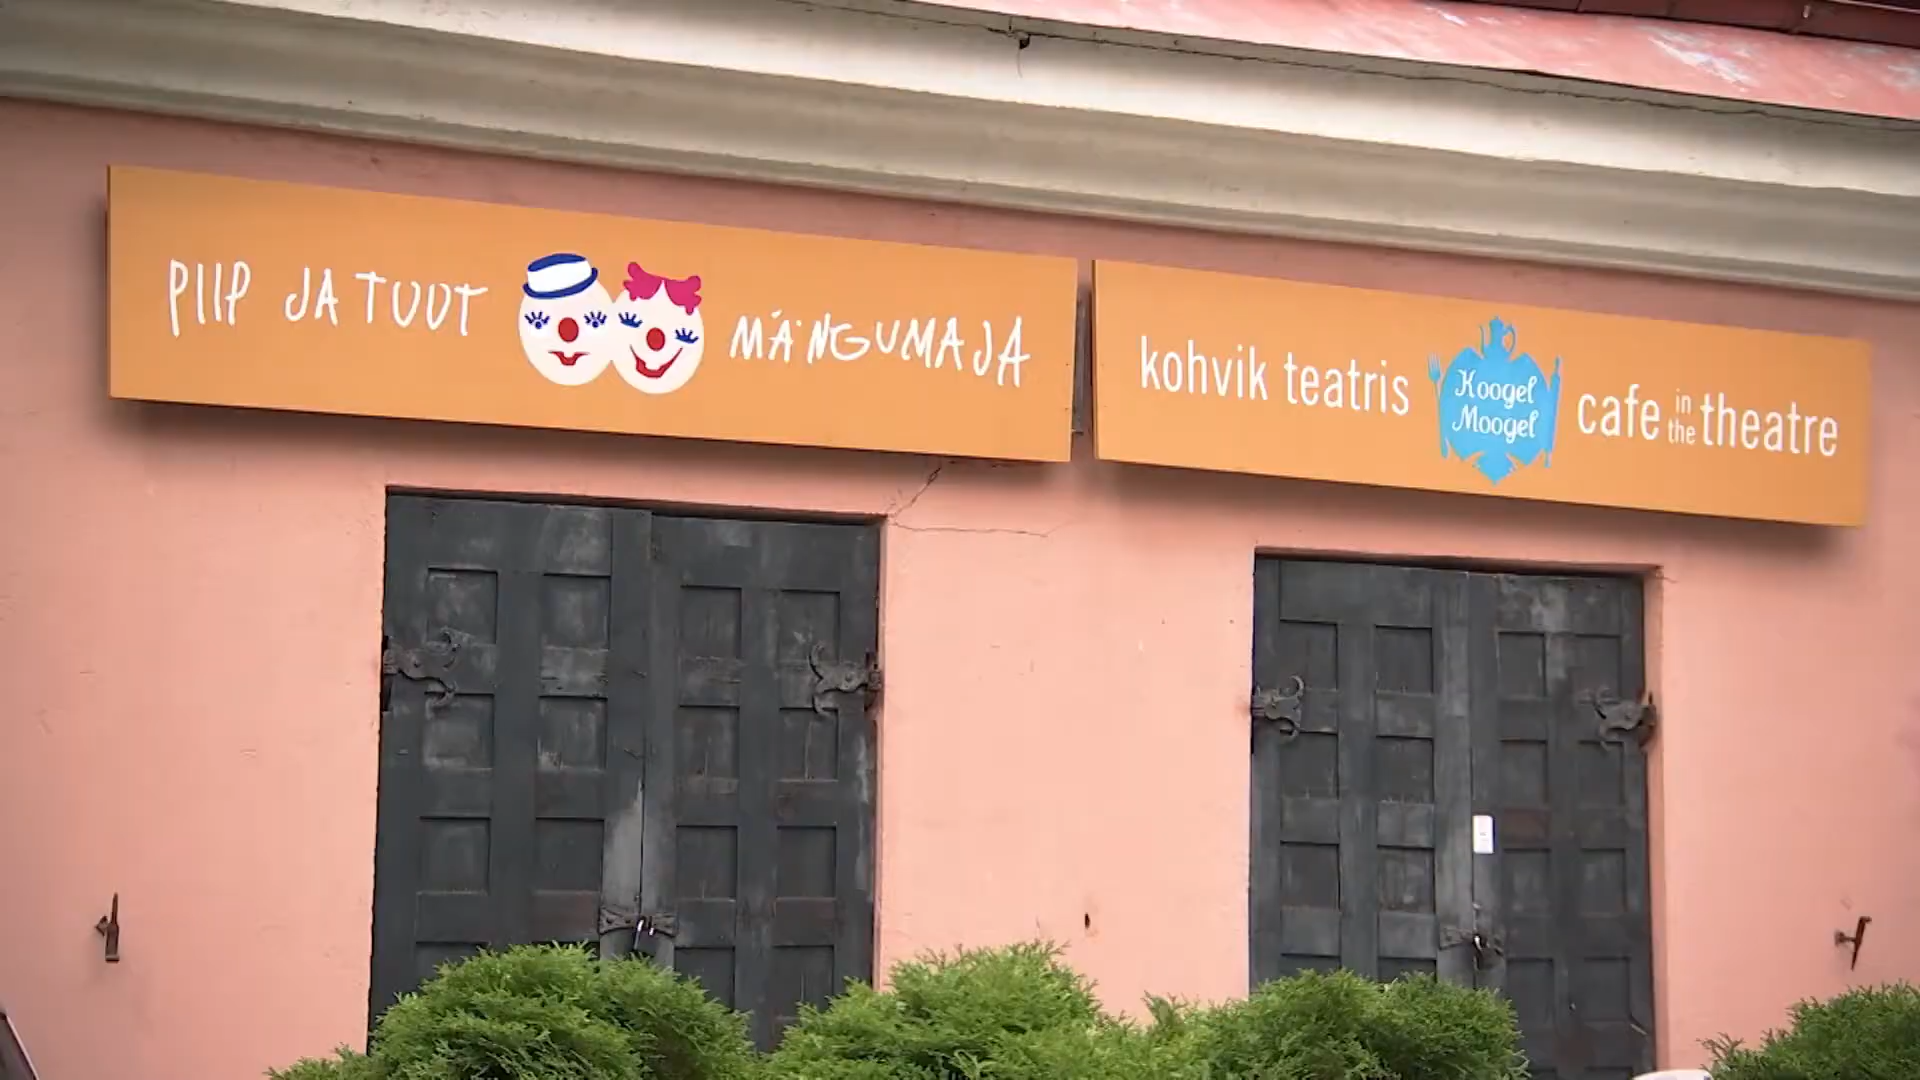 PIIP JA TUUT MÄNGUMAJA
kohvik teatris
Koogel
Moogel
cafe in the theatre